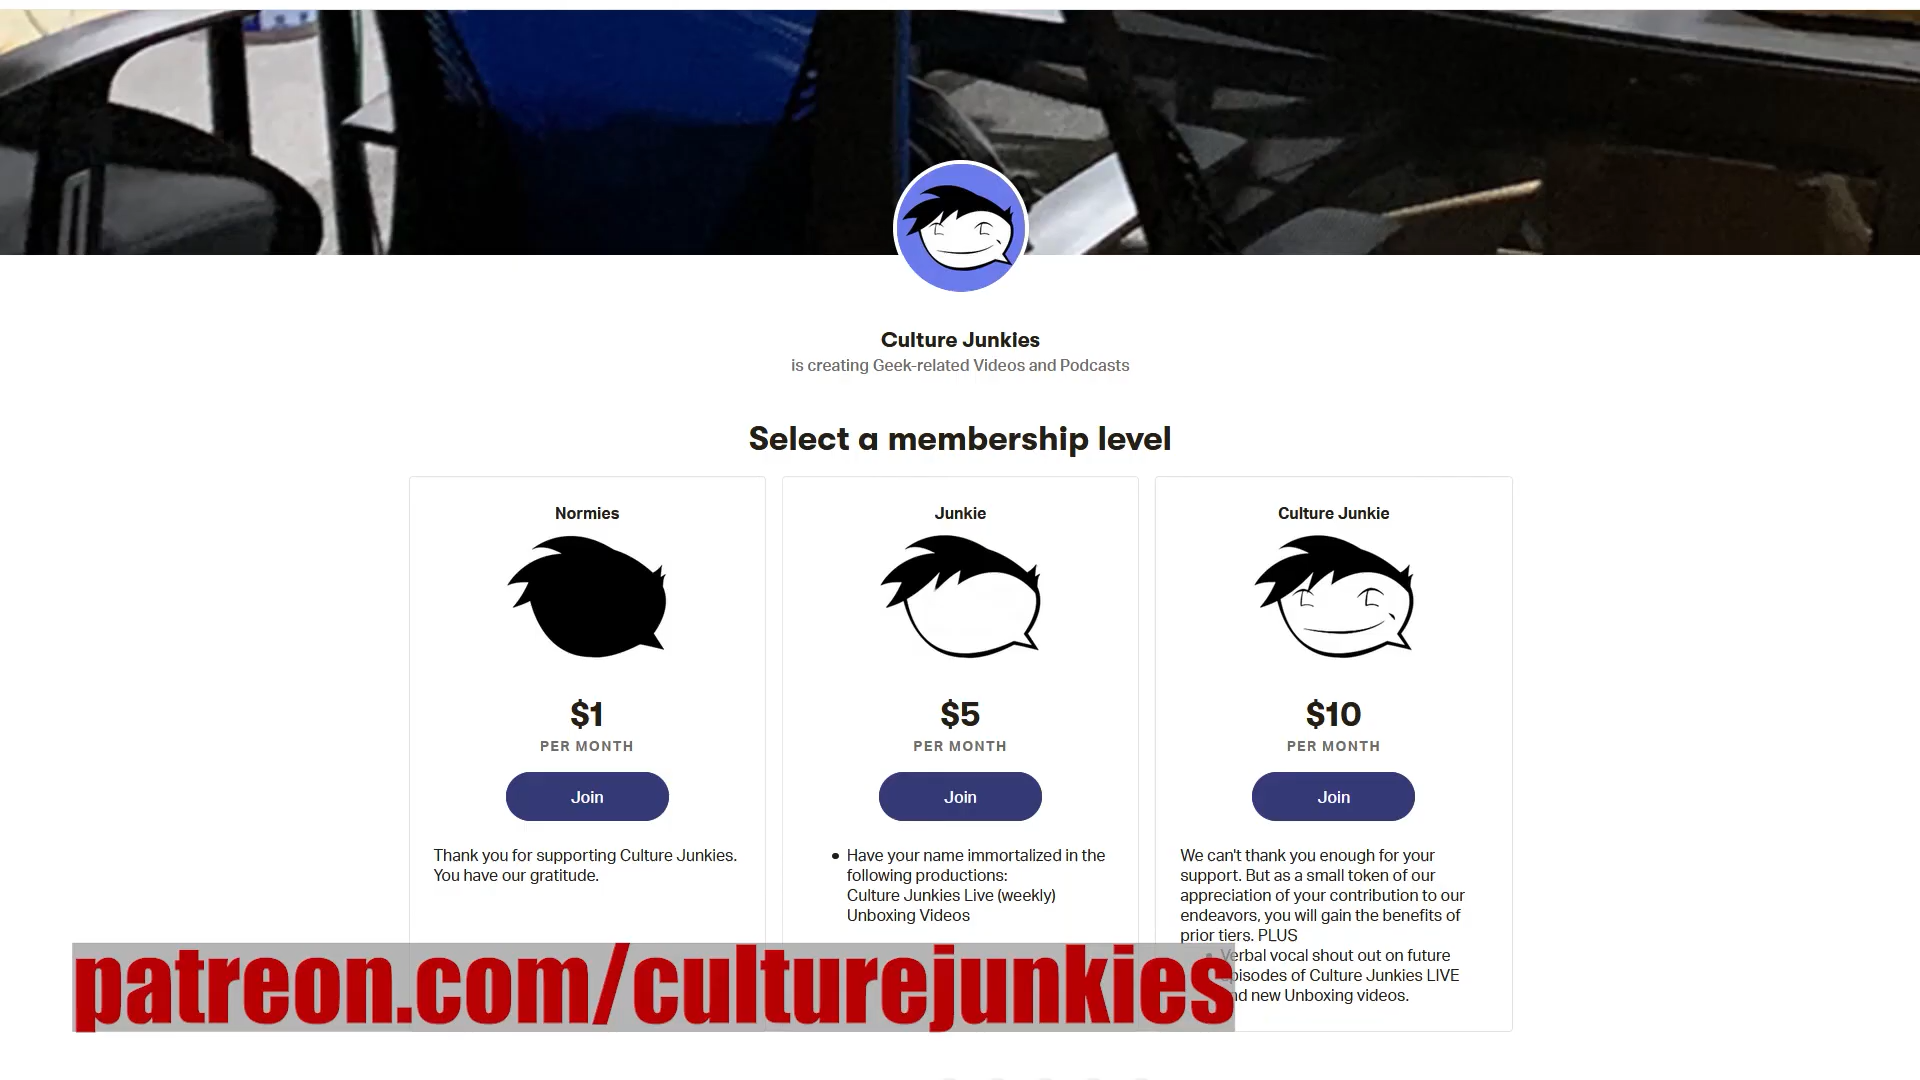 Culture Junkies
is creating Geek-related Videos and Podcasts
Select a membership level
Normies
$1
PER MONTH
Join
Thank you for supporting Culture Junkies.
You have our gratitude.
Junkie
$5
PER MONTH
Join
• Have your name immortalized in the
following productions:
Culture Junkies Live (weekly)
Unboxing Videos
Culture Junkie
$10
PER MONTH
Join
We can't thank you enough for your
support. But as a small token of our
appreciation of your contribution to our
endeavors, you will gain the benefits of
prior tiers. PLUS
• Verbal vocal shout out on future
episodes of Culture Junkies LIVE
and new Unboxing videos.
patreon.com/culturejunkies